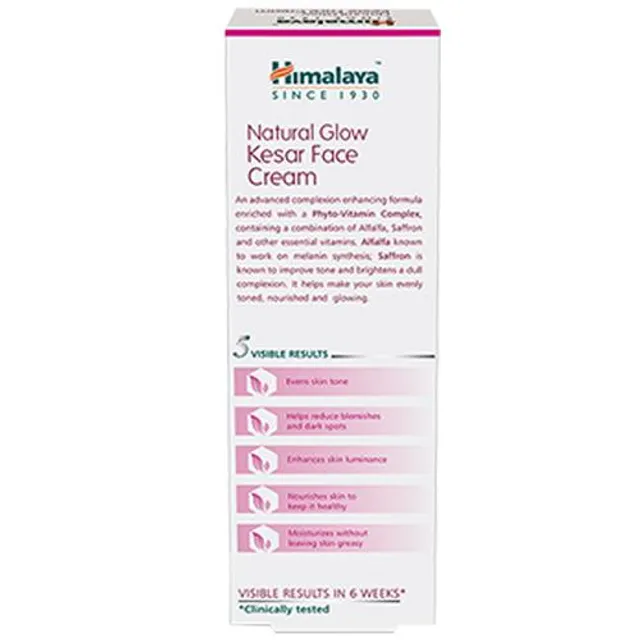 Himalaya™
SINCE 1930
Natural Glow
Kesar Face
Cream
An advanced complexion enhancing formula
enriched with a Phyto-Vitamin Complex,
containing a combination of Alfalfa, Saffron
and other essential vitamins. Alfalfa known
to work on melanin synthesis; Saffron is
known to improve tone and brightens a dull
complexion. It helps make your skin evenly
toned, nourished and glowing.
5 VISIBLE RESULTS
Evens skin tone
Helps reduce blemishes
and dark spots
Enhances skin luminance
Nourishes skin to
keep it healthy
Moisturizes without
leaving skin greasy
VISIBLE RESULTS IN 6 WEEKS*
*Clinically tested